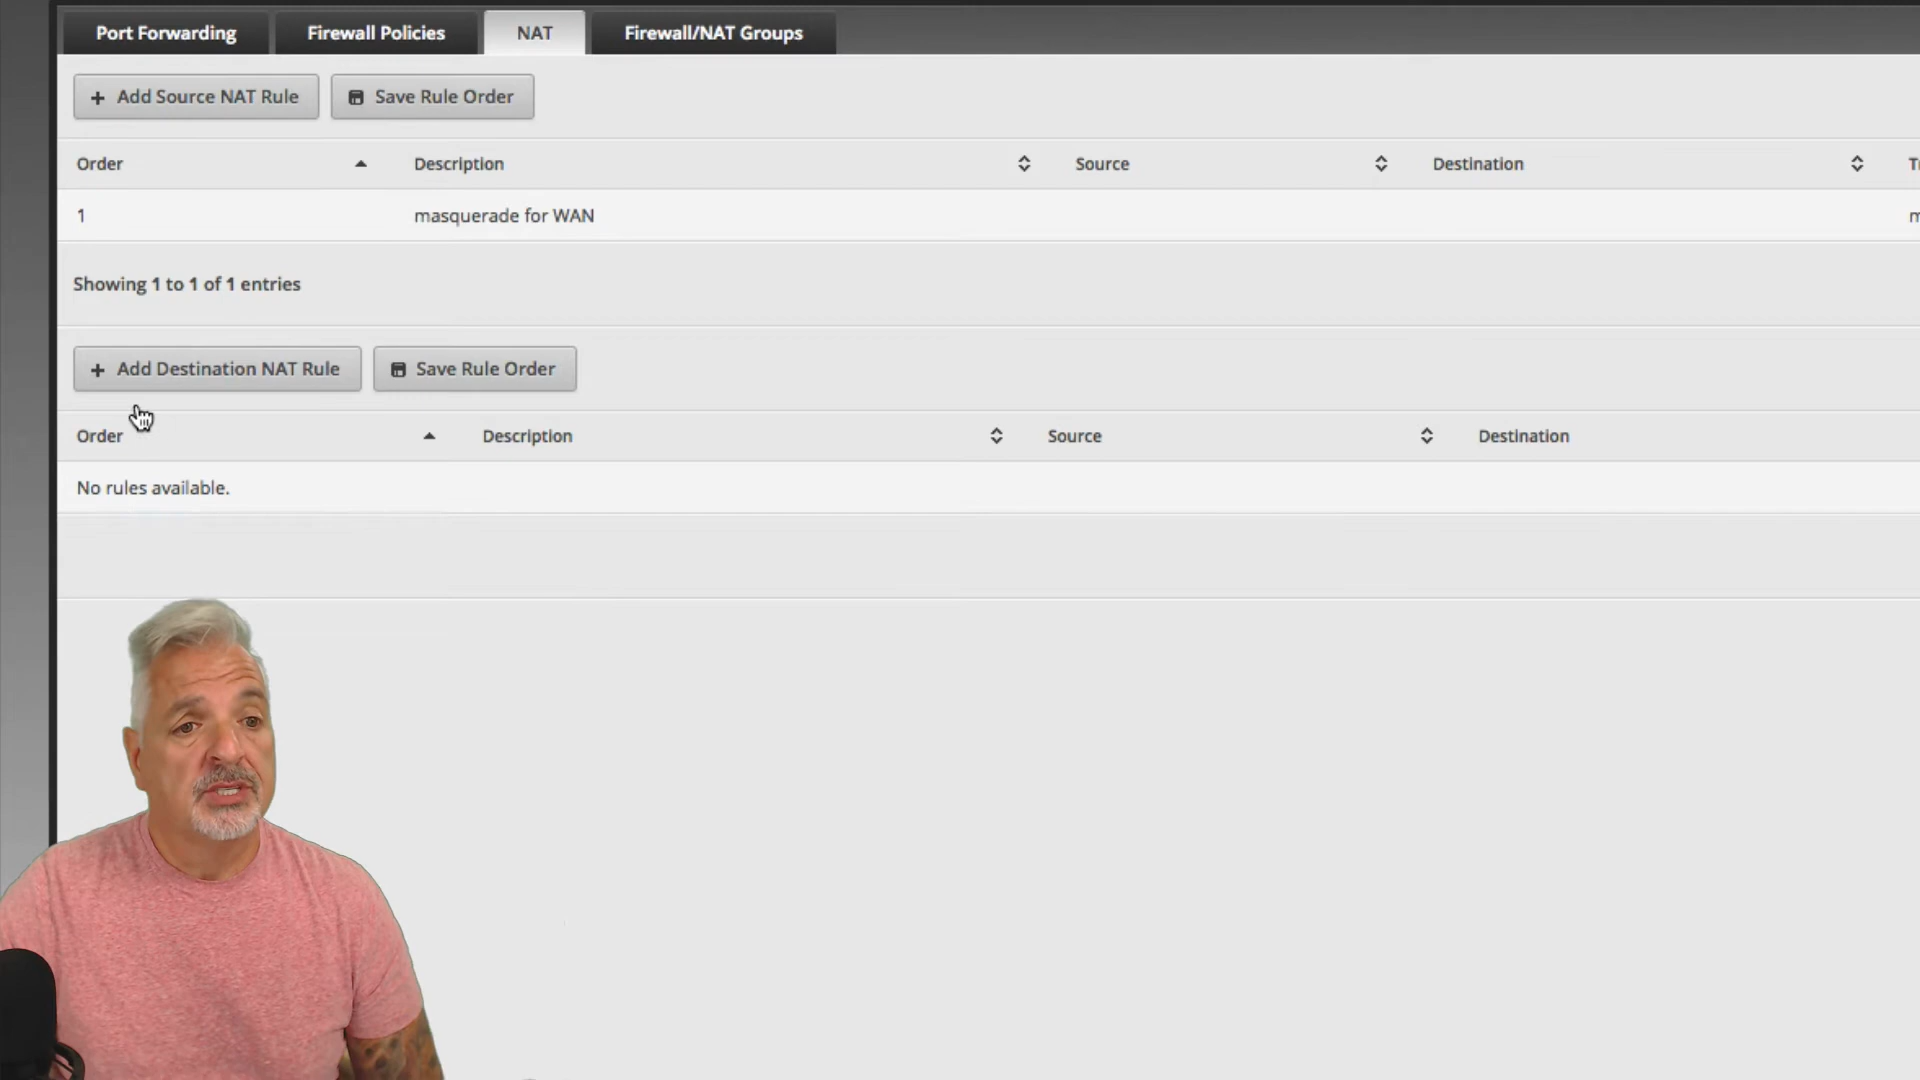 Port Forwarding Firewall Policies NAT Firewall/NAT Groups
+ Add Source NAT Rule Save Rule Order
Order Description Source Destination
1 masquerade for WAN
Showing 1 to 1 of 1 entries
+ Add Destination NAT Rule Save Rule Order
Order Description Source Destination
No rules available.